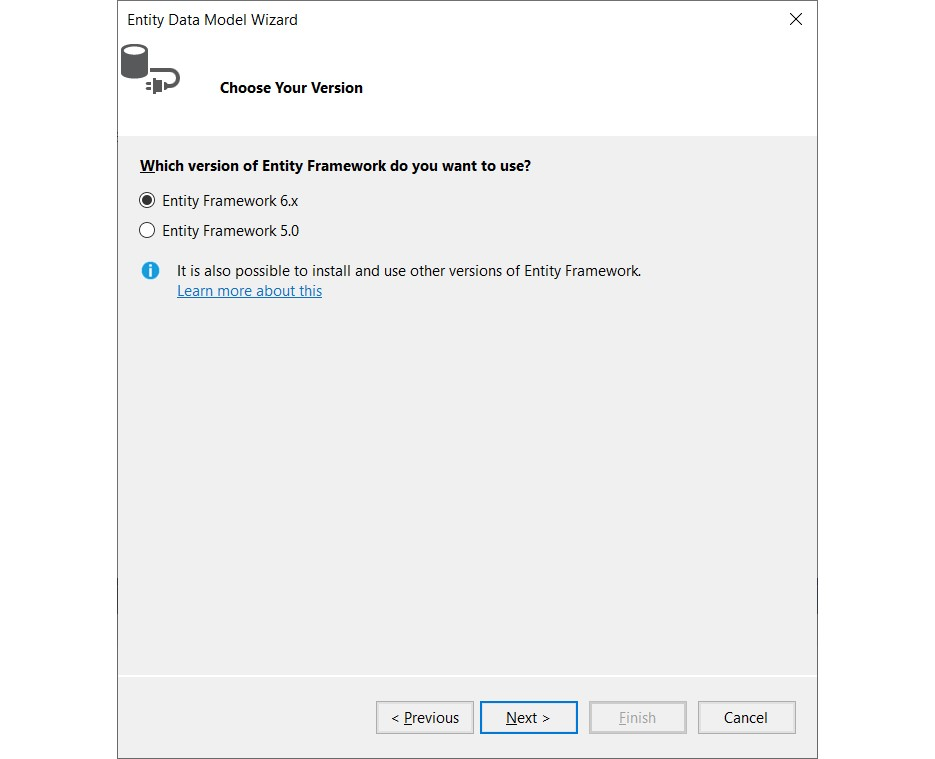 Entity Data Model Wizard
Choose Your Version
Which version of Entity Framework do you want to use?
Entity Framework 6.x
Entity Framework 5.0
It is also possible to install and use other versions of Entity Framework.
Learn more about this
< Previous
Next >
Finish
Cancel